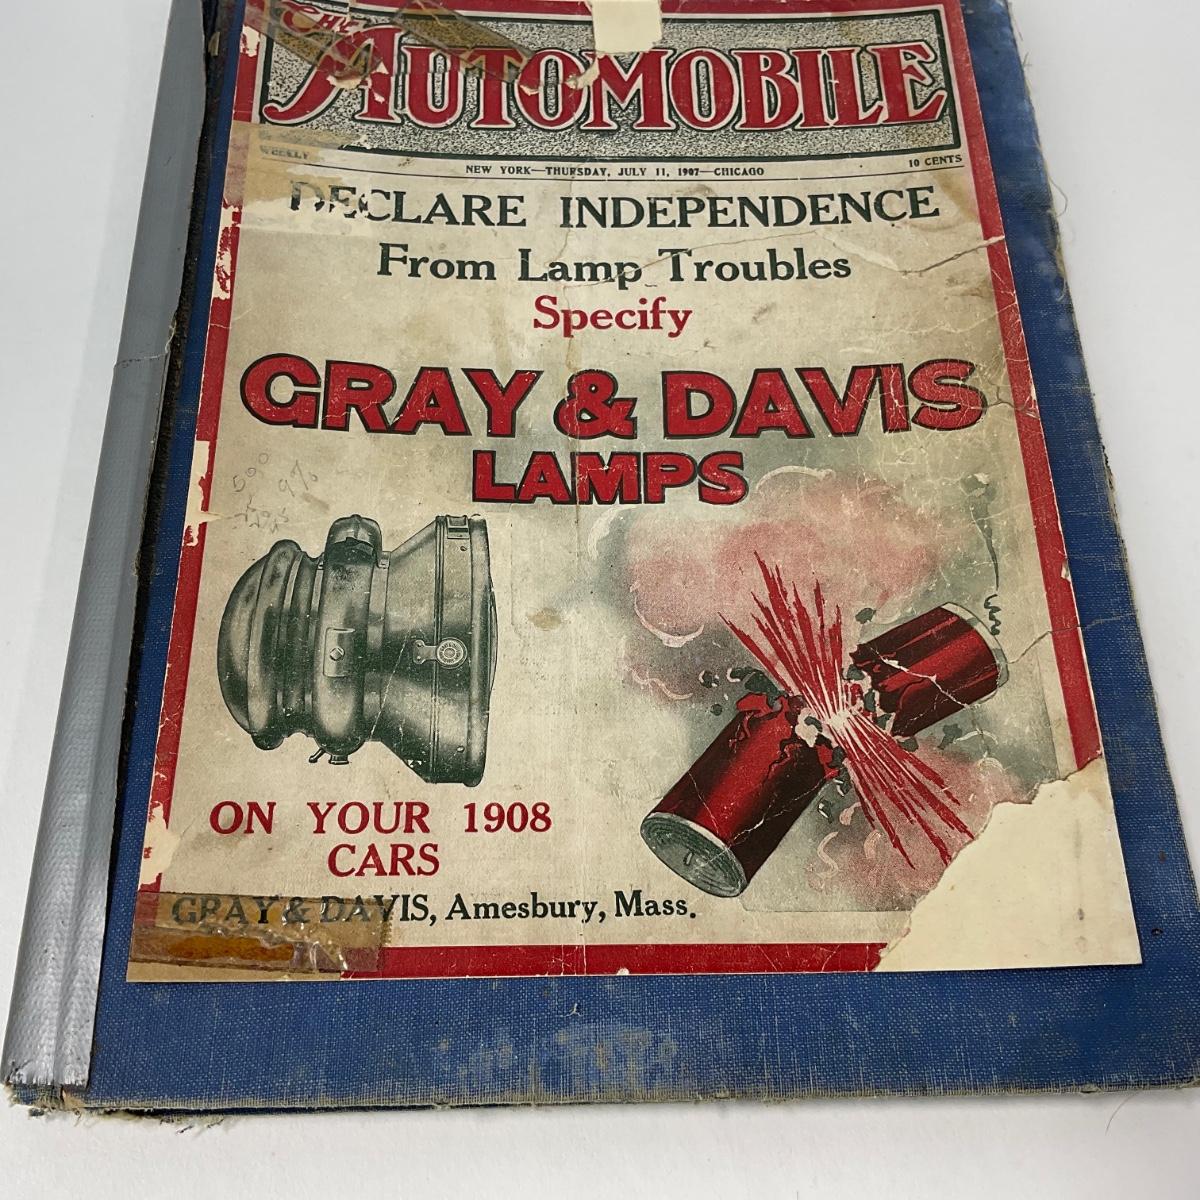 THE
AUTOMOBILE
WEEKLY
NEW YORK—THURSDAY, JULY 11, 1907—CHICAGO
10 CENTS
DECLARE INDEPENDENCE
From Lamp Troubles
Specify
GRAY & DAVIS
LAMPS
ON YOUR 1908
CARS
GRAY & DAVIS, Amesbury, Mass.